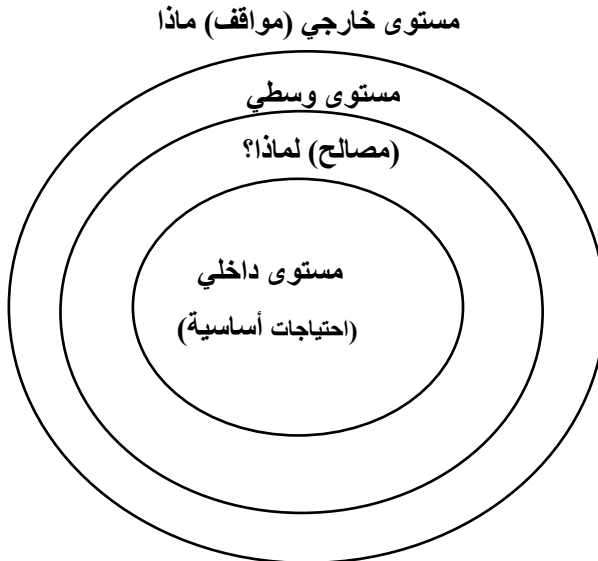 مستوى خارجي (مواقف) ماذا
مستوى وسطي
(مصالح) لماذا؟
مستوى داخلي
(احتياجات أساسية)